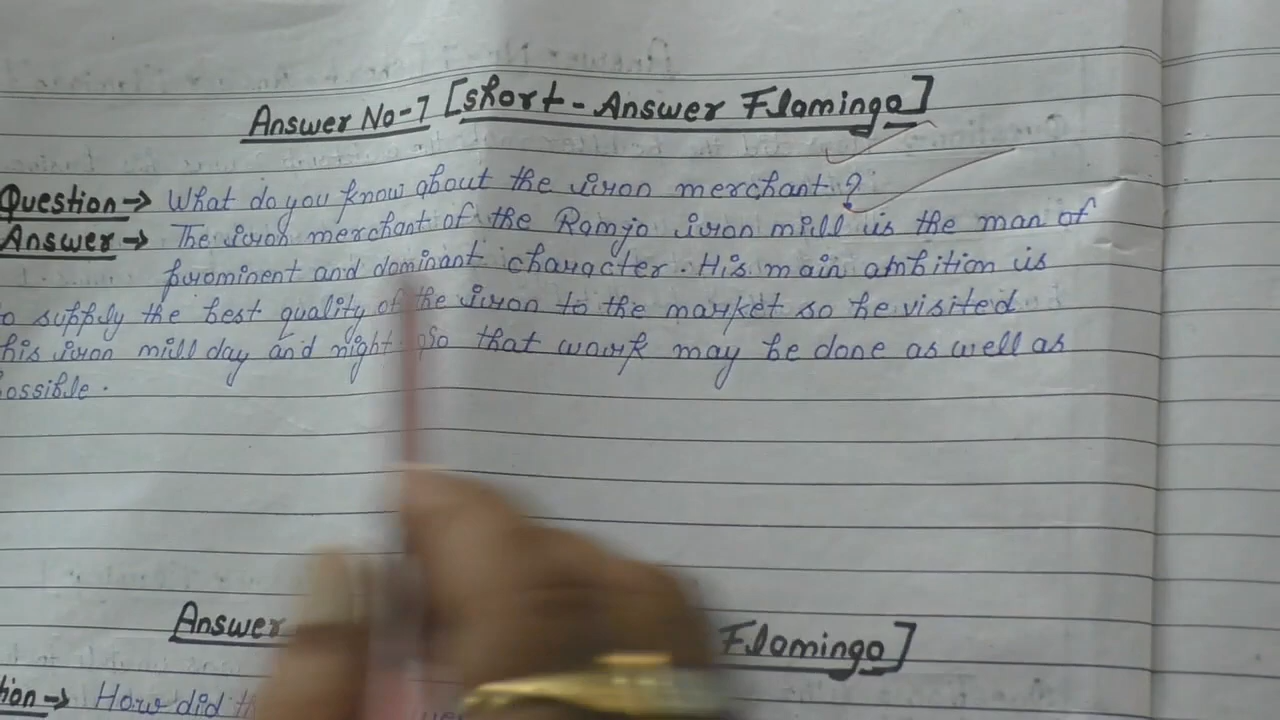 Answer No-7 [Short-Answer Flamingo]
Question→ What do you know about the iron merchant?
Answer→ The iron merchant of the Ramjo iron mill is the man of
prominent and dominant character. His main ambition is
o supply the best quality of the iron to the market so he visited
his iron mill day and night so that work may be done as well as
ossible.
Answer Flamingo]
tion→ How did th